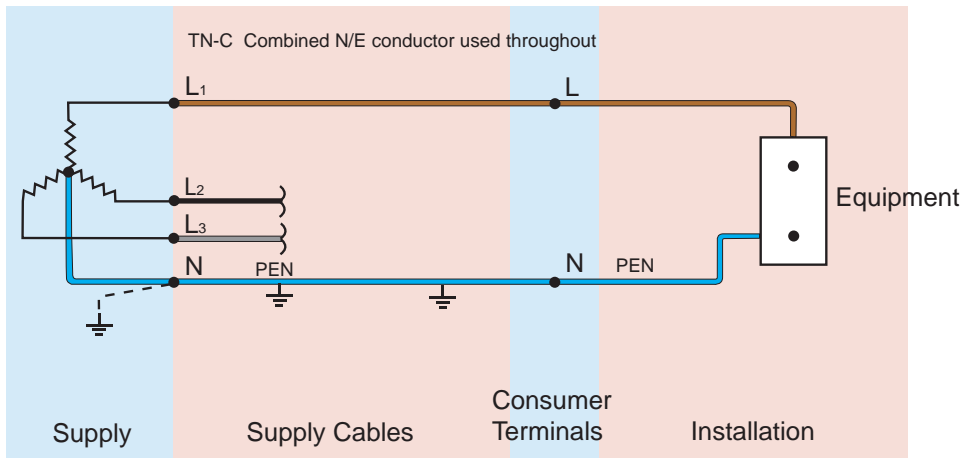 TN-C Combined N/E conductor used throughout
L1
L
L2
Equipment
L3
N
PEN
N
PEN
Supply
Supply Cables
Consumer
Terminals
Installation